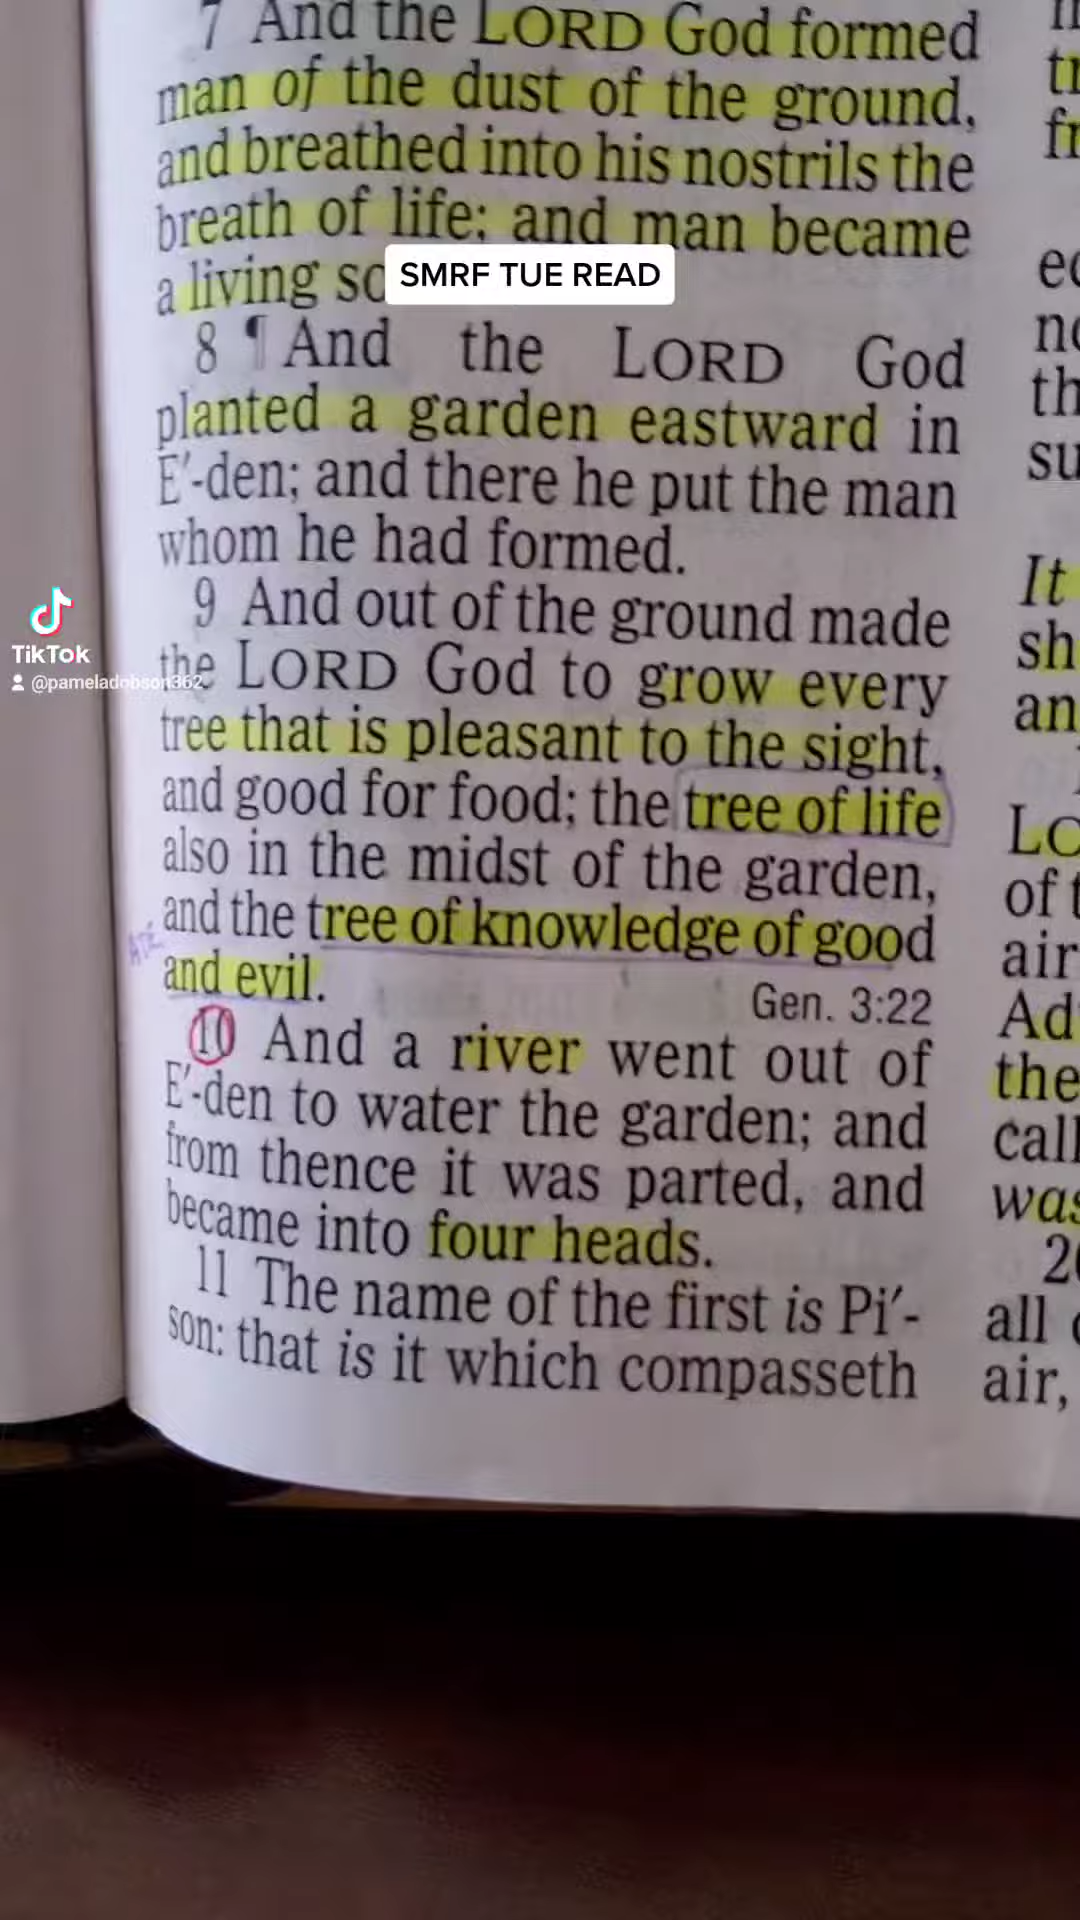 7 And the LORD God formed
man of the dust of the ground,
and breathed into his nostrils the
breath of life; and man became
a living
SMRF TUE READ
8 ¶ And the LORD God
planted a garden eastward in
E′-den; and there he put the man
whom he had formed.
9 And out of the ground made
the LORD God to grow every
tree that is pleasant to the sight,
and good for food; the tree of life
also in the midst of the garden,
and the tree of knowledge of good
and evil.
Gen. 3:22
10 And a river went out of
E′-den to water the garden; and
from thence it was parted, and
became into four heads.
11 The name of the first is Pi′-
son: that is it which compasseth
TikTok
@pameladobson362
It
sh
an
of
air
Ad
the
call
was
20
all
air,